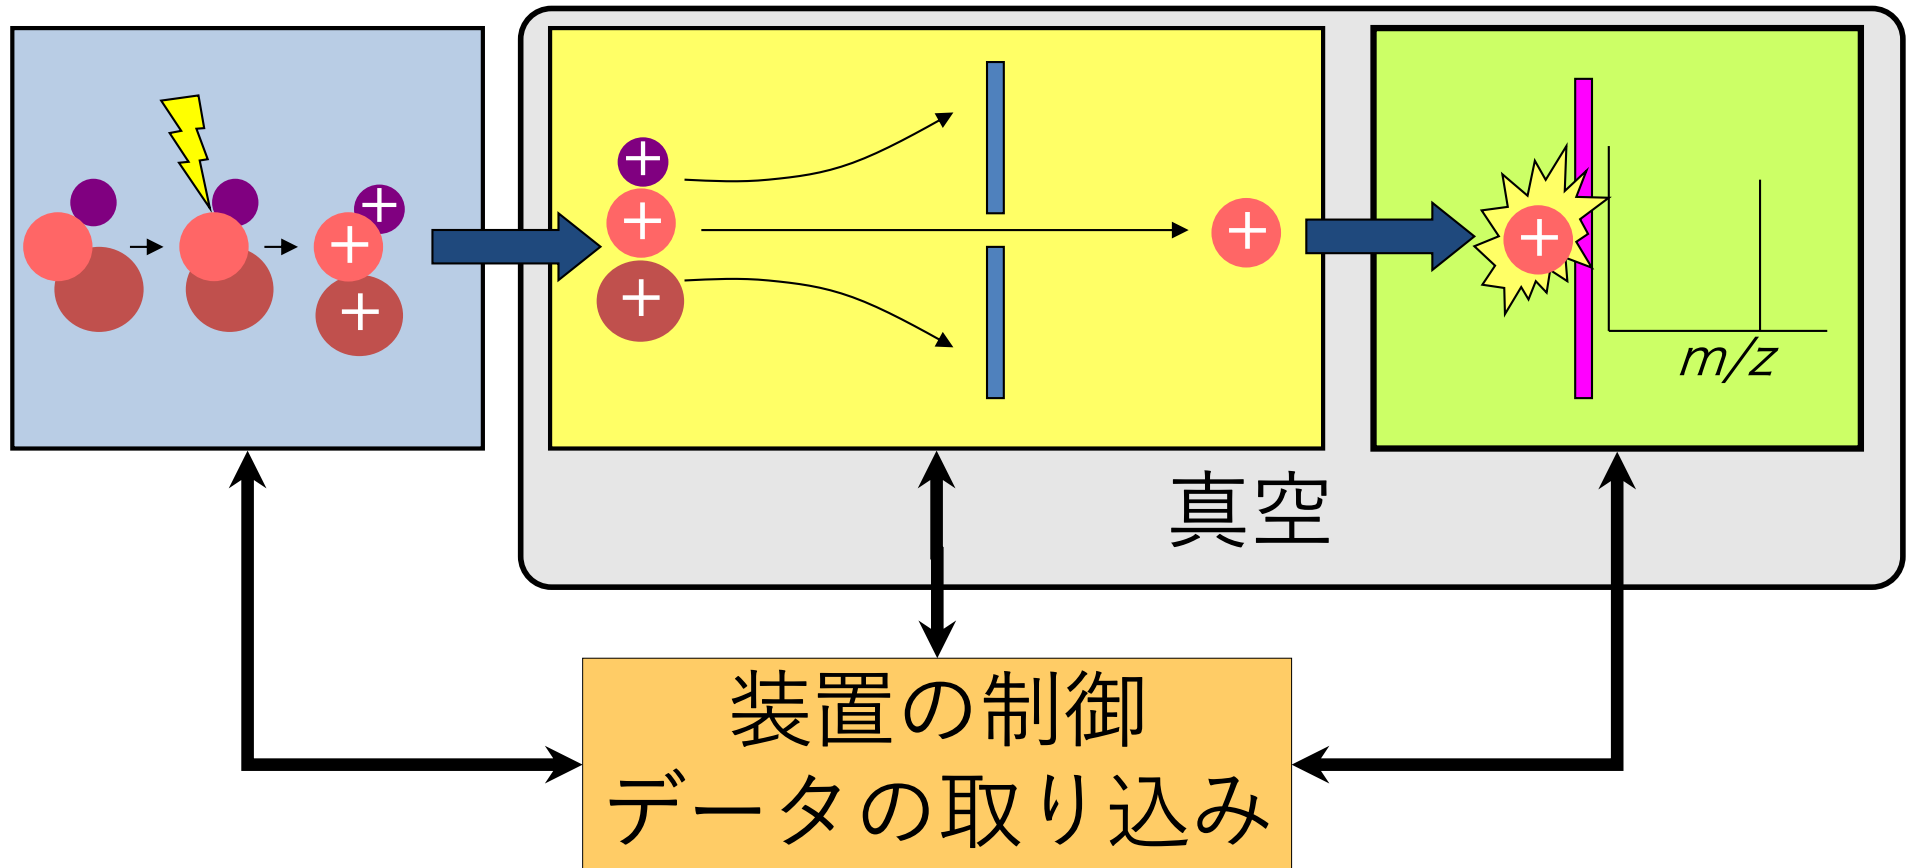 +
+
+
+
+
+
+
+
m/z
真空
装置の制御
データの取り込み